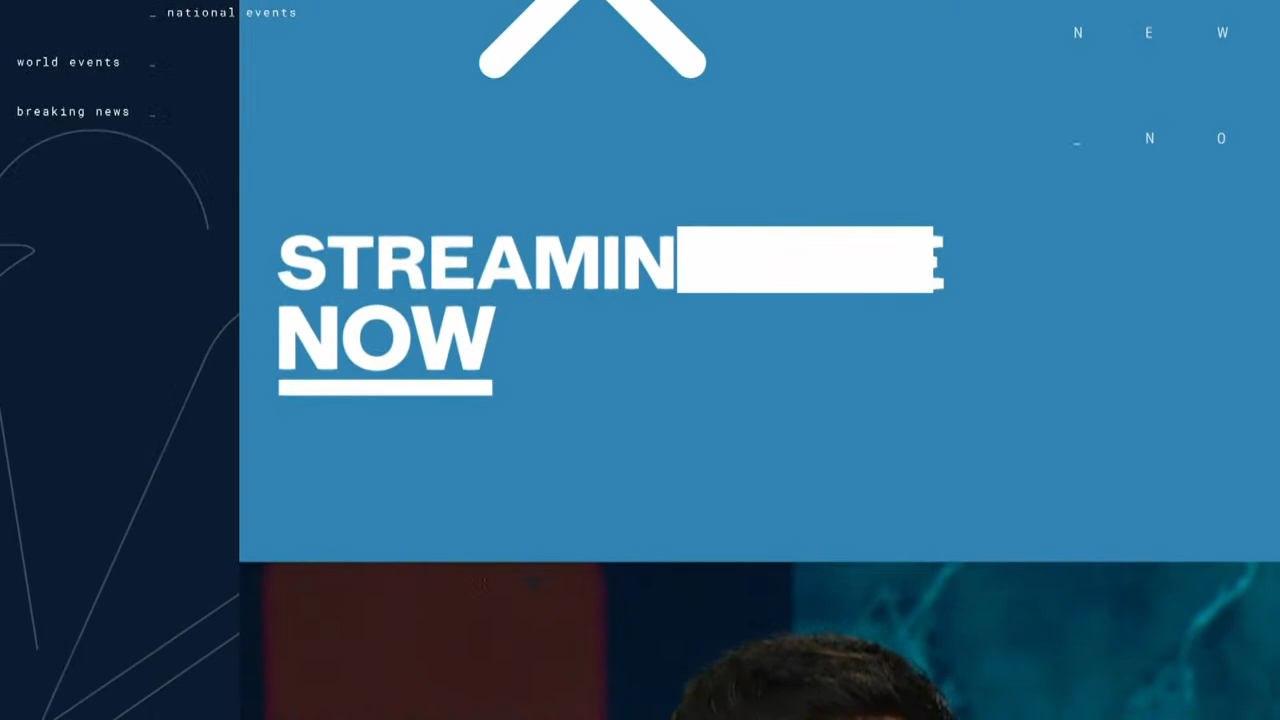 _ national events
world events _
breaking news _
N E W
_ N O
STREAMIN
NOW